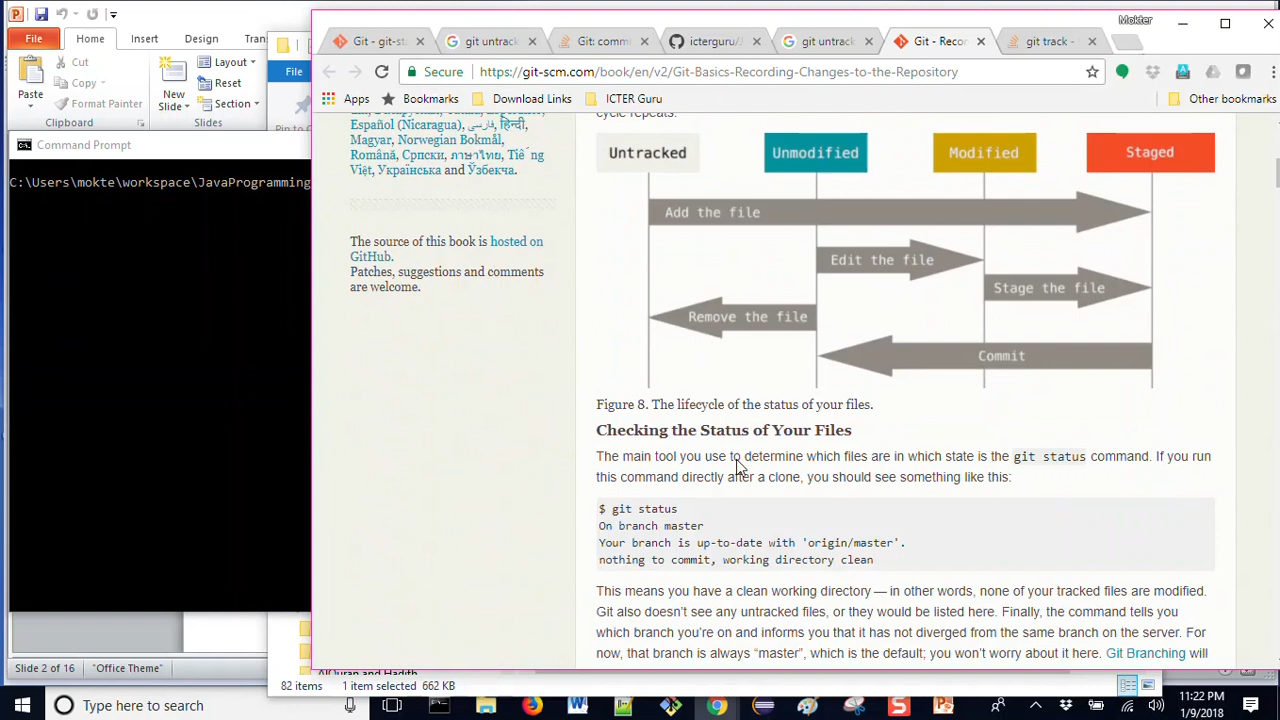 File
Home
Insert
Design
Paste
Cut
Copy
Format Painter
Clipboard
New
Slide
Layout
Reset
Section
Slides
File
Command Prompt
C:\Users\mokte\workspace\JavaProgramming
Slide 2 of 16
"Office Theme"
82 items
1 item selected 662 KB
Mokter
Git - git-st
git untrack
Git: comm
ictergur
git untrack
Git - Reco
git track -
Secure
https://git-scm.com/book/en/v2/Git-Basics-Recording-Changes-to-the-Repository
Apps
Bookmarks
Download Links
ICTER Guru
Other bookmarks
Español (Nicaragua), فارسی, हिन्दी,
Magyar, Norwegian Bokmål,
Română, Српски, ภาษาไทย, Tiếng
Việt, Українська and Ўзбекча.
The source of this book is hosted on
GitHub.
Patches, suggestions and comments
are welcome.
cycle repeats.
Untracked
Unmodified
Modified
Staged
Add the file
Edit the file
Stage the file
Remove the file
Commit
Figure 8. The lifecycle of the status of your files.
Checking the Status of Your Files
The main tool you use to determine which files are in which state is the git status command. If you run
this command directly after a clone, you should see something like this:
$ git status
On branch master
Your branch is up-to-date with 'origin/master'.
nothing to commit, working directory clean
This means you have a clean working directory — in other words, none of your tracked files are modified.
Git also doesn't see any untracked files, or they would be listed here. Finally, the command tells you
which branch you're on and informs you that it has not diverged from the same branch on the server. For
now, that branch is always "master", which is the default; you won't worry about it here. Git Branching will
Type here to search
11:22 PM
1/9/2018